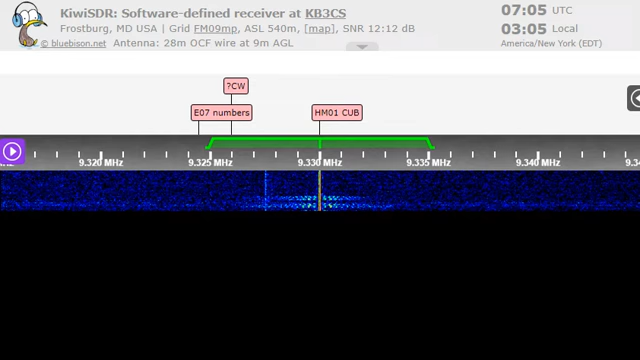 KiwiSDR: Software-defined receiver at KB3CS
Frostburg, MD USA | Grid FM09mp, ASL 540m, [map], SNR 12:12 dB
© bluebison.net Antenna: 28m OCF wire at 9m AGL
07:05 UTC
03:05 Local
America/New York (EDT)
?CW
E07 numbers
HM01 CUB
9.320 MHz
9.325 MHz
9.330 MHz
9.335 MHz
9.340 MHz